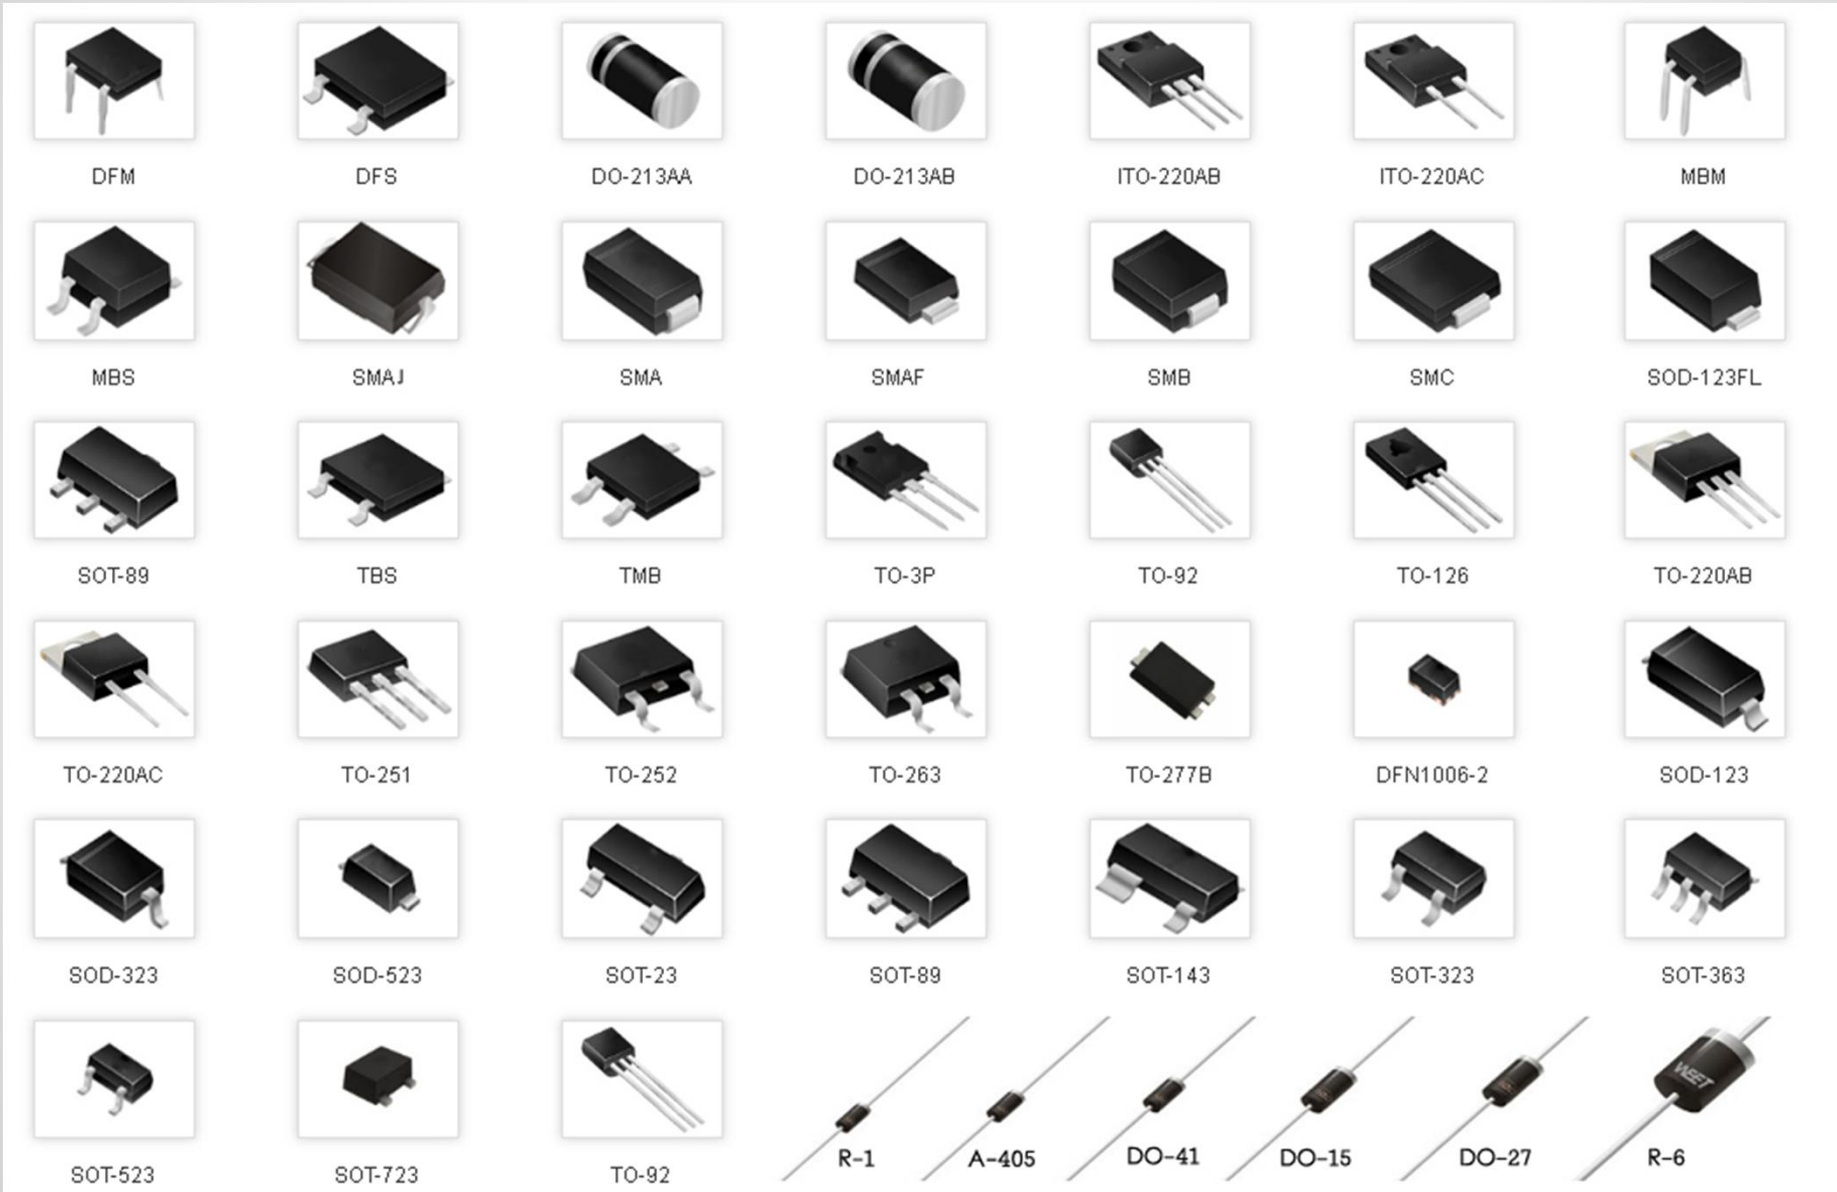 DFM
DFS
DO-213AA
DO-213AB
ITO-220AB
ITO-220AC
MBM
MBS
SMAJ
SMA
SMAF
SMB
SMC
SOD-123FL
SOT-89
TBS
TMB
TO-3P
TO-92
TO-126
TO-220AB
TO-220AC
TO-251
TO-252
TO-263
TO-277B
DFN1006-2
SOD-123
SOD-323
SOD-523
SOT-23
SOT-89
SOT-143
SOT-323
SOT-363
SOT-523
SOT-723
TO-92
R-1
A-405
DO-41
DO-15
DO-27
WEET
R-6